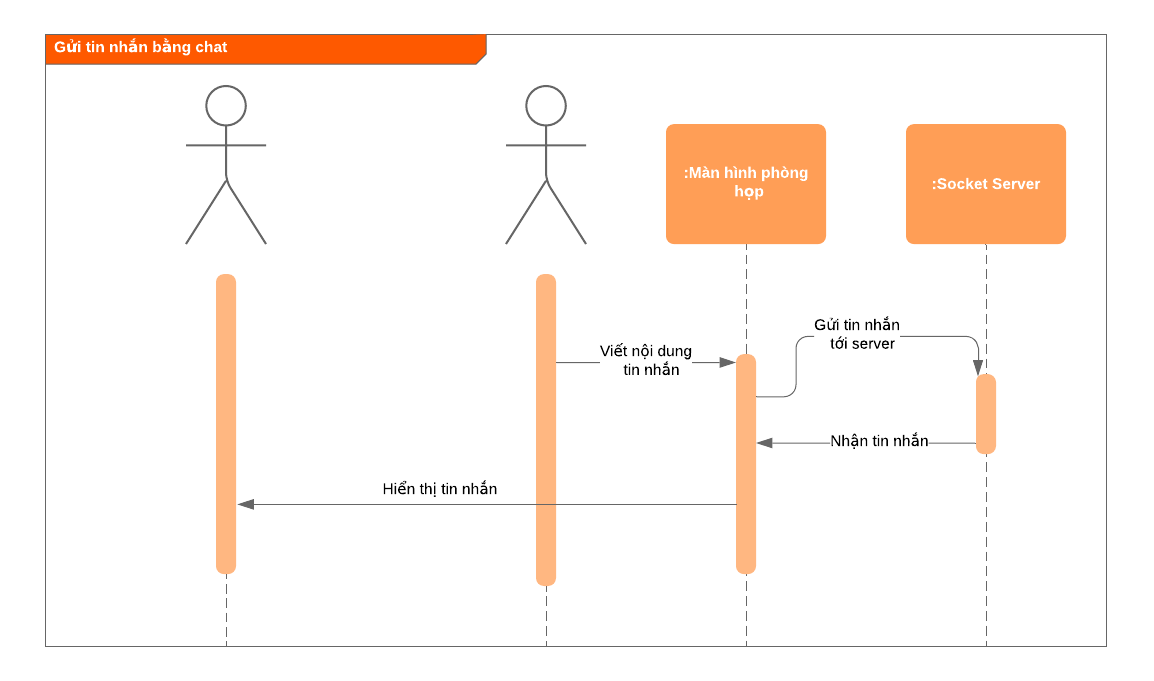 Gửi tin nhắn bằng chat
:Màn hình phòng
họp
:Socket Server
Gửi tin nhắn
tới server
Viết nội dung
tin nhắn
Nhận tin nhắn
Hiển thị tin nhắn